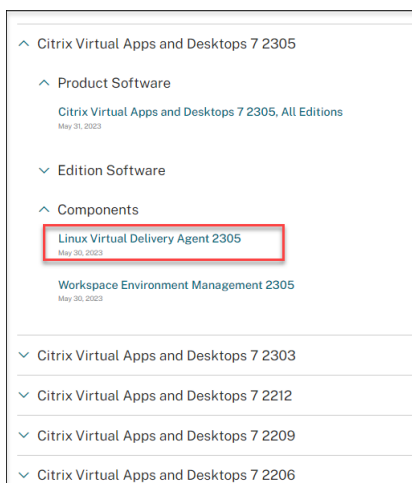 Citrix Virtual Apps and Desktops 7 2305
Product Software
Citrix Virtual Apps and Desktops 7 2305, All Editions
May 31, 2023
Edition Software
Components
Linux Virtual Delivery Agent 2305
May 30, 2023
Workspace Environment Management 2305
May 30, 2023
Citrix Virtual Apps and Desktops 7 2303
Citrix Virtual Apps and Desktops 7 2212
Citrix Virtual Apps and Desktops 7 2209
Citrix Virtual Apps and Desktops 7 2206